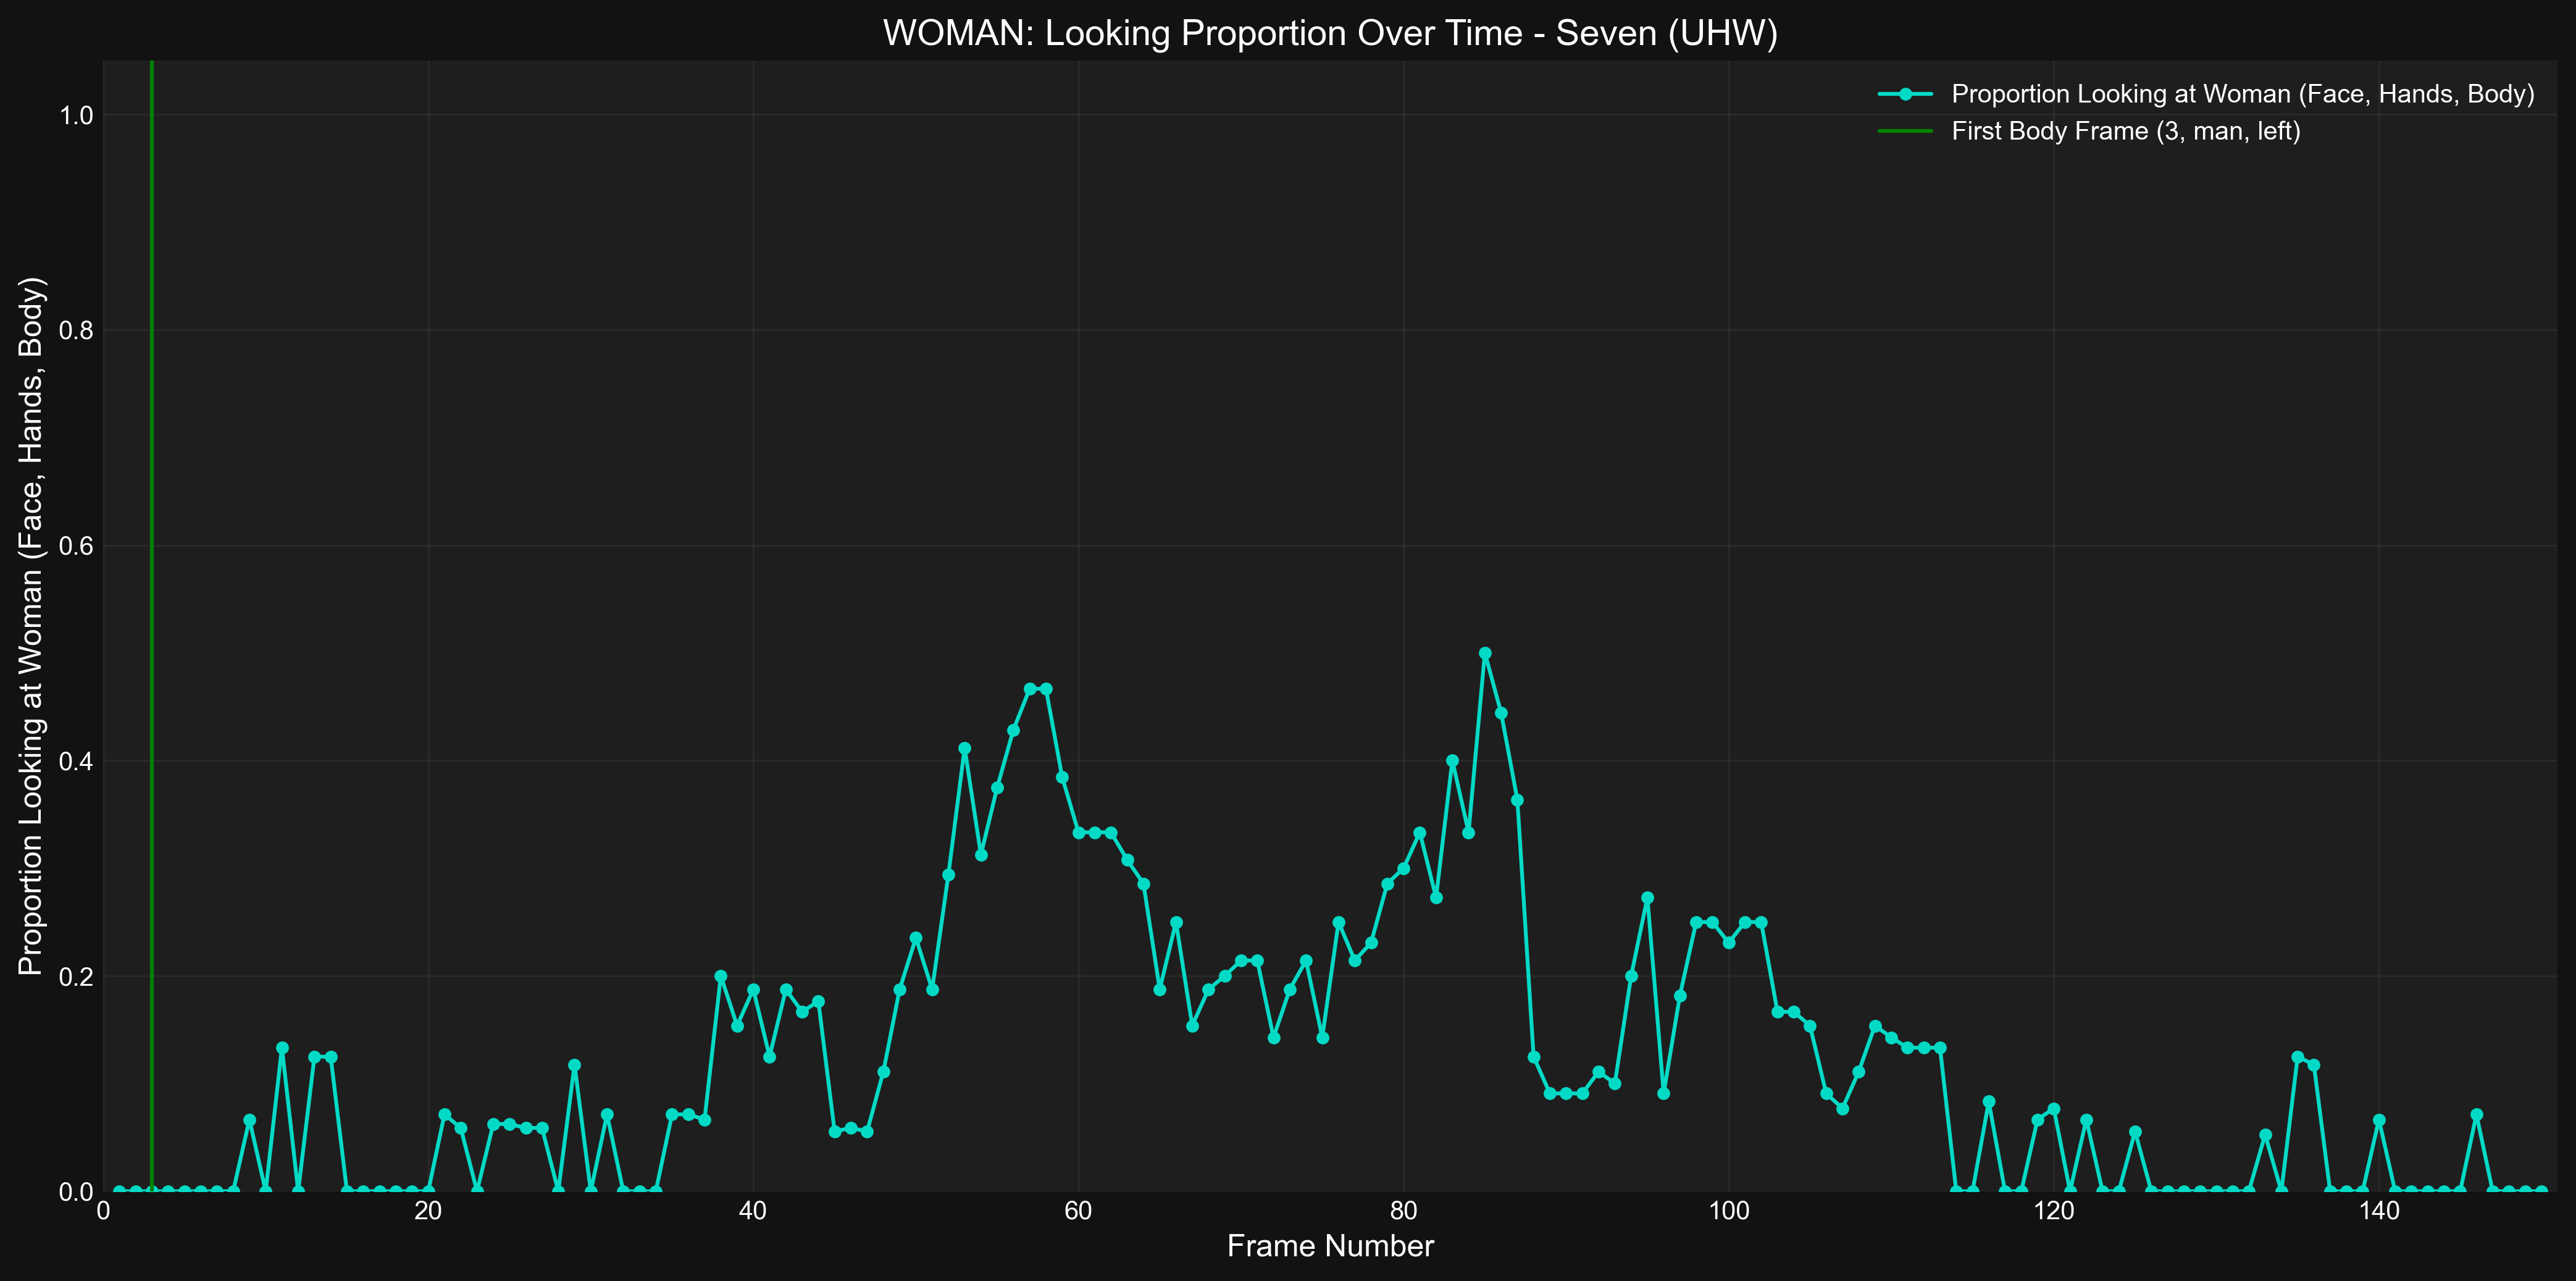 WOMAN: Looking Proportion Over Time - Seven (UHW)
Proportion Looking at Woman (Face, Hands, Body)
First Body Frame (3, man, left)
Proportion Looking at Woman (Face, Hands, Body)
1.0
0.8
0.6
0.4
0.2
0.0
0 20 40 60 80 100 120 140
Frame Number